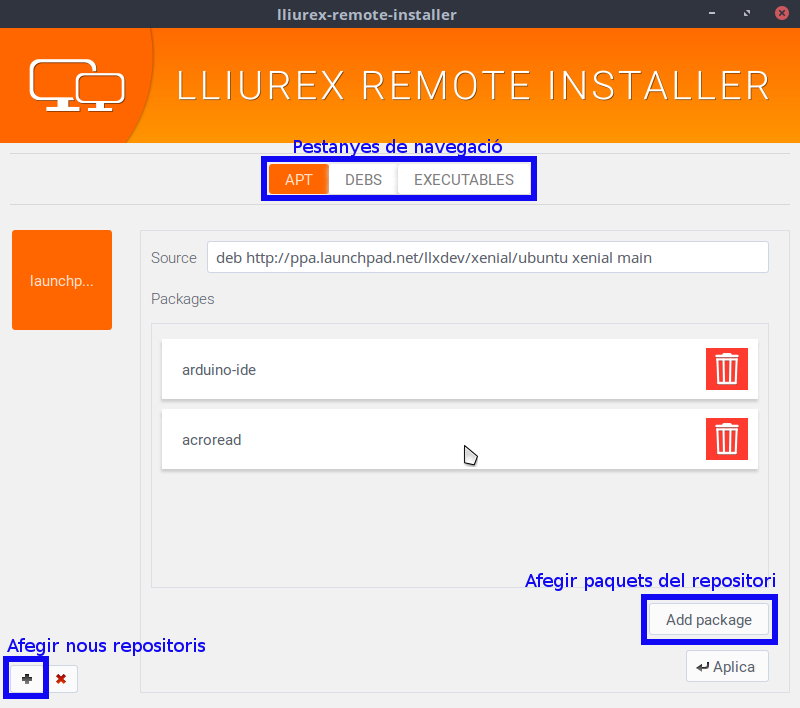 lliurex-remote-installer
LLIUREX REMOTE INSTALLER
Pestanyes de navegació
APT DEBS EXECUTABLES
launchp...
Source deb http://ppa.launchpad.net/llxdev/xenial/ubuntu xenial main
Packages
arduino-ide
acroread
Afegir paquets del repositori
Add package
Afegir nous repositoris
Aplica